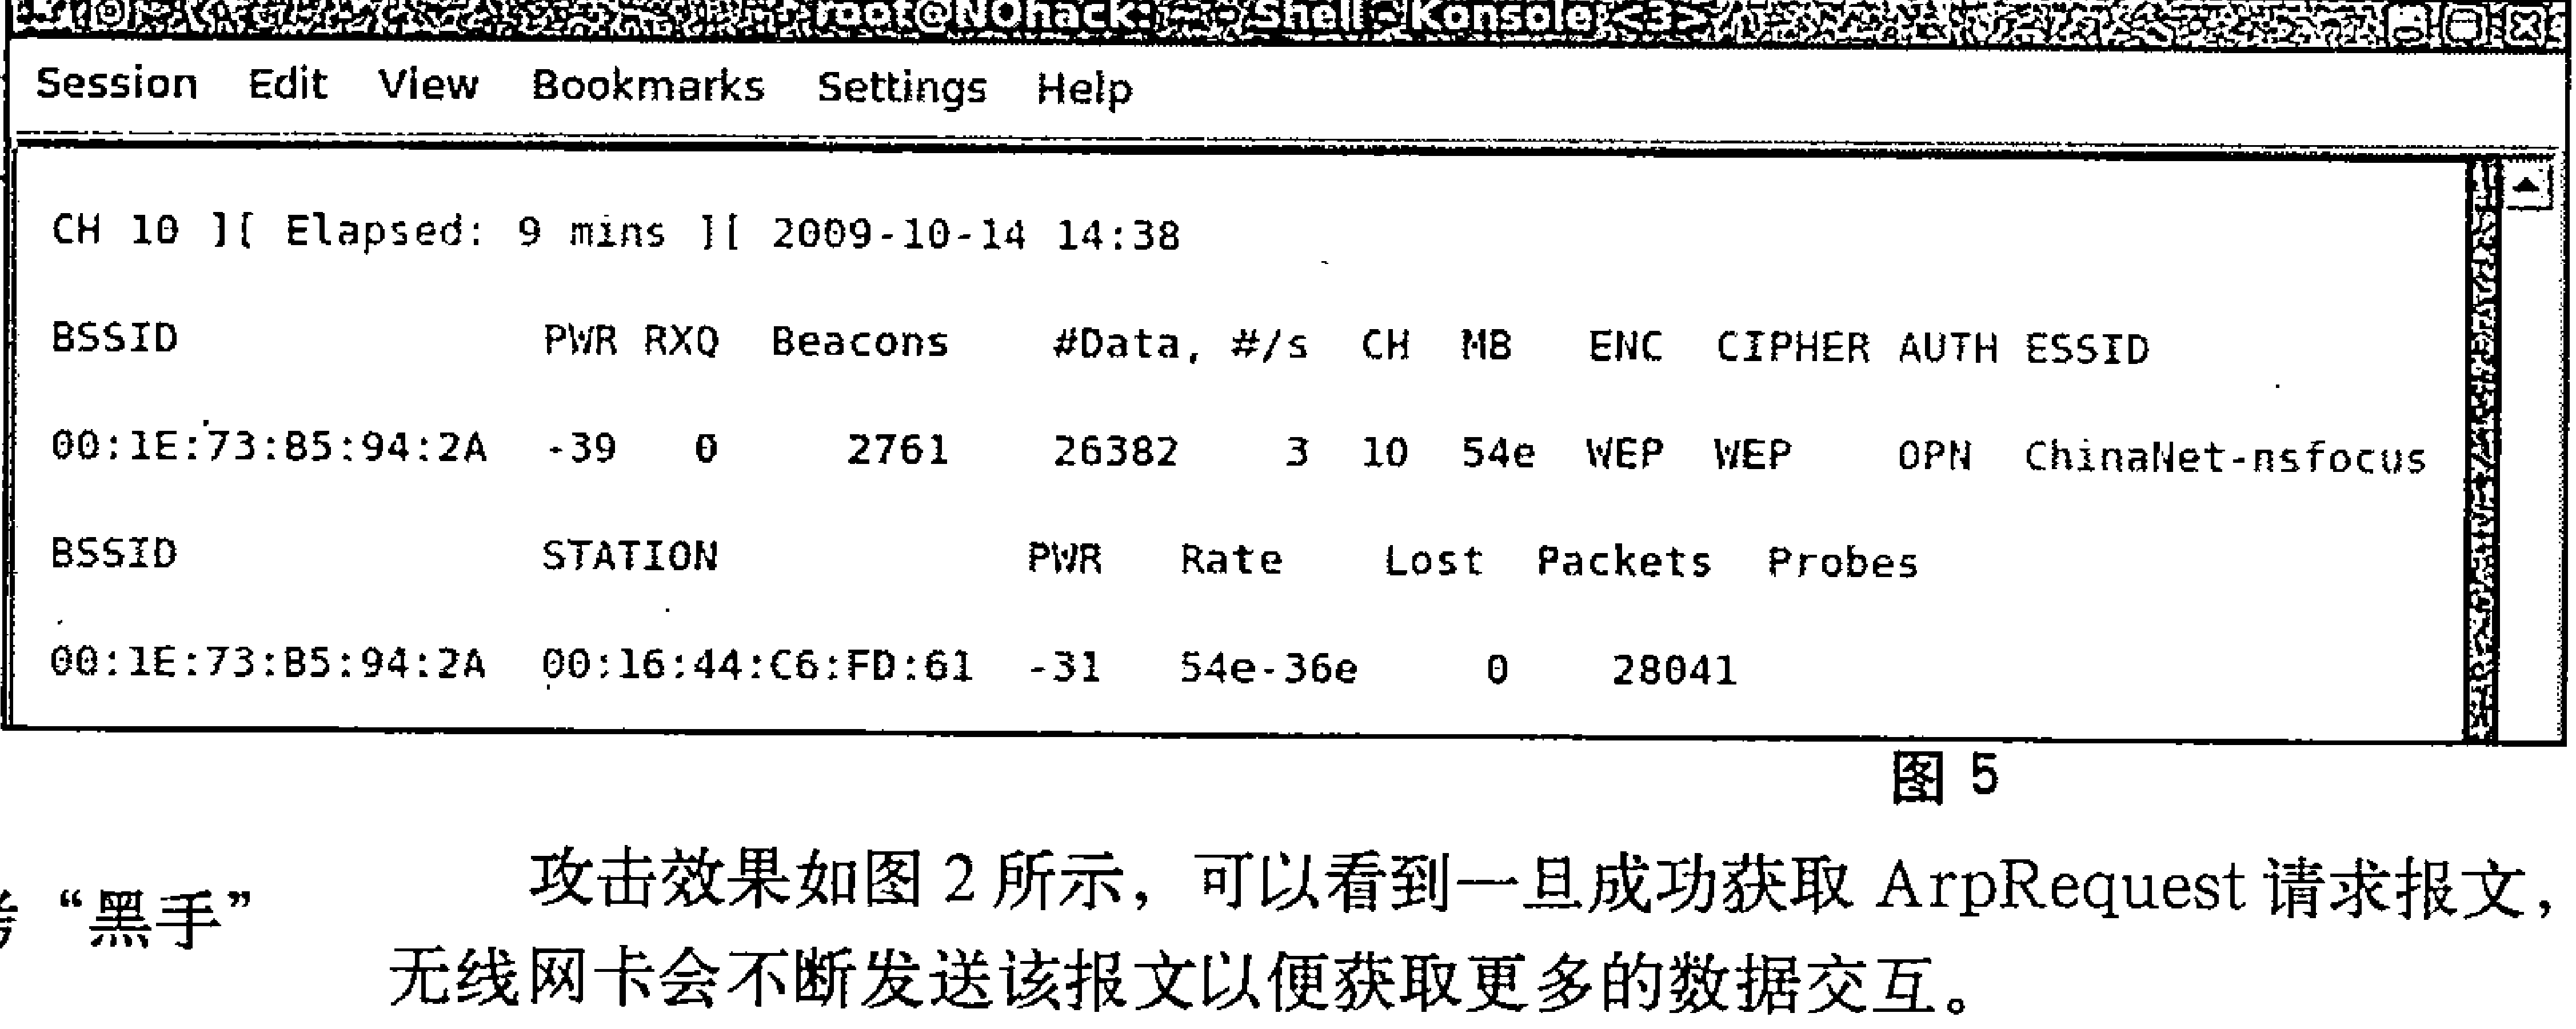 root@NOhack: ~ - Shell - Konsole <3>
Session Edit View Bookmarks Settings Help
CH 10 ][ Elapsed: 9 mins ][ 2009-10-14 14:38
BSSID PWR RXQ Beacons #Data, #/s CH MB ENC CIPHER AUTH ESSID
00:1E:73:B5:94:2A -39 0 2761 26382 3 10 54e WEP WEP OPN ChinaNet-nsfocus
BSSID STATION PWR Rate Lost Packets Probes
00:1E:73:B5:94:2A 00:16:44:C6:FD:61 -31 54e-36e 0 28041
图 5
“黑手”
攻击效果如图 2 所示，可以看到一旦成功获取 ArpRequest 请求报文，
无线网卡会不断发送该报文以便获取更多的数据交互。